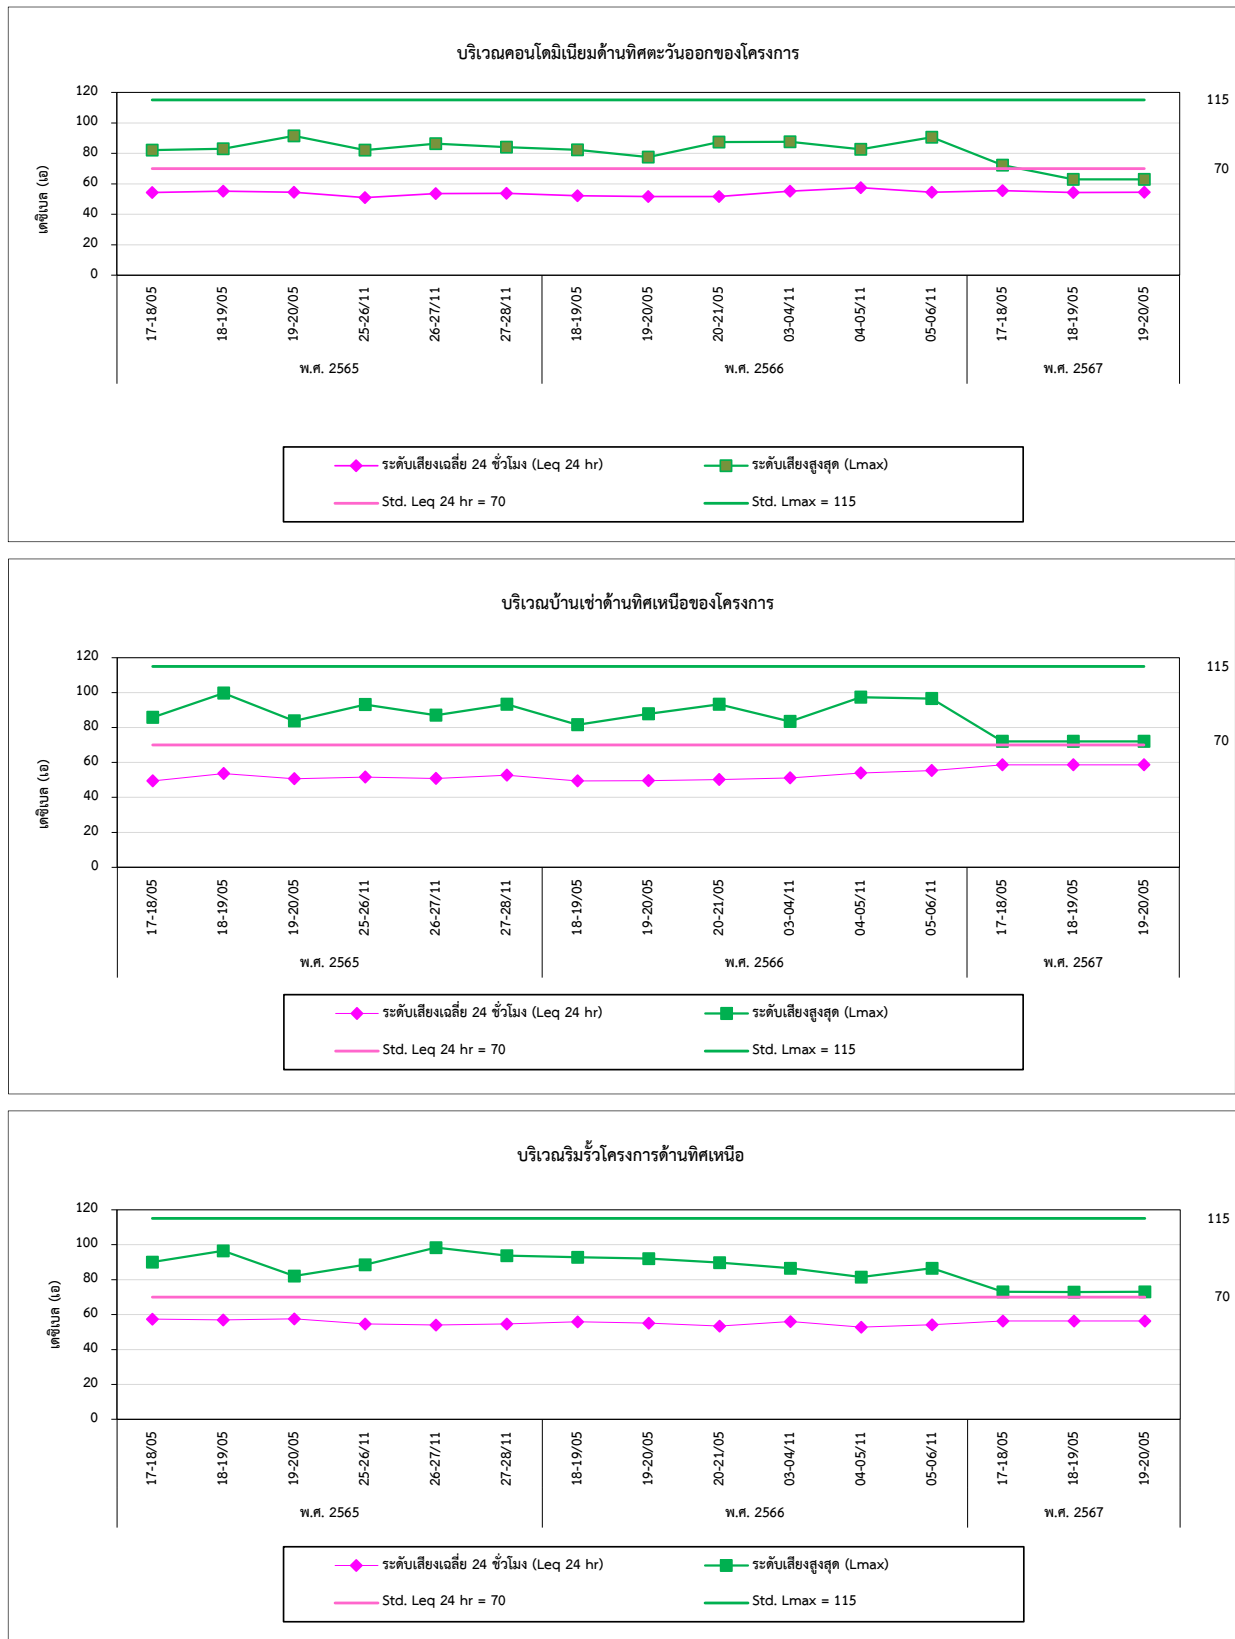 บริเวณคอนโดมิเนียมด้านทิศตะวันออกของโครงการ
120
100
80
60
40
20
0
115
70
เดซิเบล (เอ)
17-18/05
18-19/05
19-20/05
25-26/11
26-27/11
27-28/11
18-19/05
19-20/05
20-21/05
03-04/11
04-05/11
05-06/11
17-18/05
18-19/05
19-20/05
พ.ศ. 2565
พ.ศ. 2566
พ.ศ. 2567
ระดับเสียงเฉลี่ย 24 ชั่วโมง (Leq 24 hr)
ระดับเสียงสูงสุด (Lmax)
Std. Leq 24 hr = 70
Std. Lmax = 115
บริเวณบ้านเช่าด้านทิศเหนือของโครงการ
120
100
80
60
40
20
0
115
70
เดซิเบล (เอ)
17-18/05
18-19/05
19-20/05
25-26/11
26-27/11
27-28/11
18-19/05
19-20/05
20-21/05
03-04/11
04-05/11
05-06/11
17-18/05
18-19/05
19-20/05
พ.ศ. 2565
พ.ศ. 2566
พ.ศ. 2567
ระดับเสียงเฉลี่ย 24 ชั่วโมง (Leq 24 hr)
ระดับเสียงสูงสุด (Lmax)
Std. Leq 24 hr = 70
Std. Lmax = 115
บริเวณริมรั้วโครงการด้านทิศเหนือ
120
100
80
60
40
20
0
115
70
เดซิเบล (เอ)
17-18/05
18-19/05
19-20/05
25-26/11
26-27/11
27-28/11
18-19/05
19-20/05
20-21/05
03-04/11
04-05/11
05-06/11
17-18/05
18-19/05
19-20/05
พ.ศ. 2565
พ.ศ. 2566
พ.ศ. 2567
ระดับเสียงเฉลี่ย 24 ชั่วโมง (Leq 24 hr)
ระดับเสียงสูงสุด (Lmax)
Std. Leq 24 hr = 70
Std. Lmax = 115